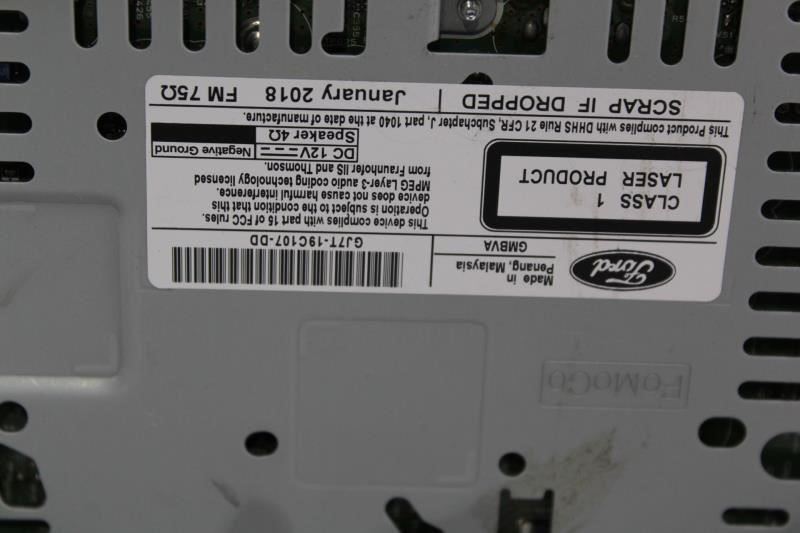 Ford
Made in
Penang, Malaysia
GMBVA
GJ7T-19C107-DD
CLASS 1
LASER PRODUCT
This device complies with part 15 of FCC rules.
Operation is subject to the condition that this
device does not cause harmful interference.
MPEG Layer-3 audio coding technology licensed
from Fraunhofer IIS and Thomson.
DC 12V
Negative Ground
Speaker 4Ω
This Product complies with DHHS Rule 21 CFR, Subchapter J, part 1040 at the date of manufacture.
SCRAP IF DROPPED | January 2018 FM 75Ω
FoMoCo